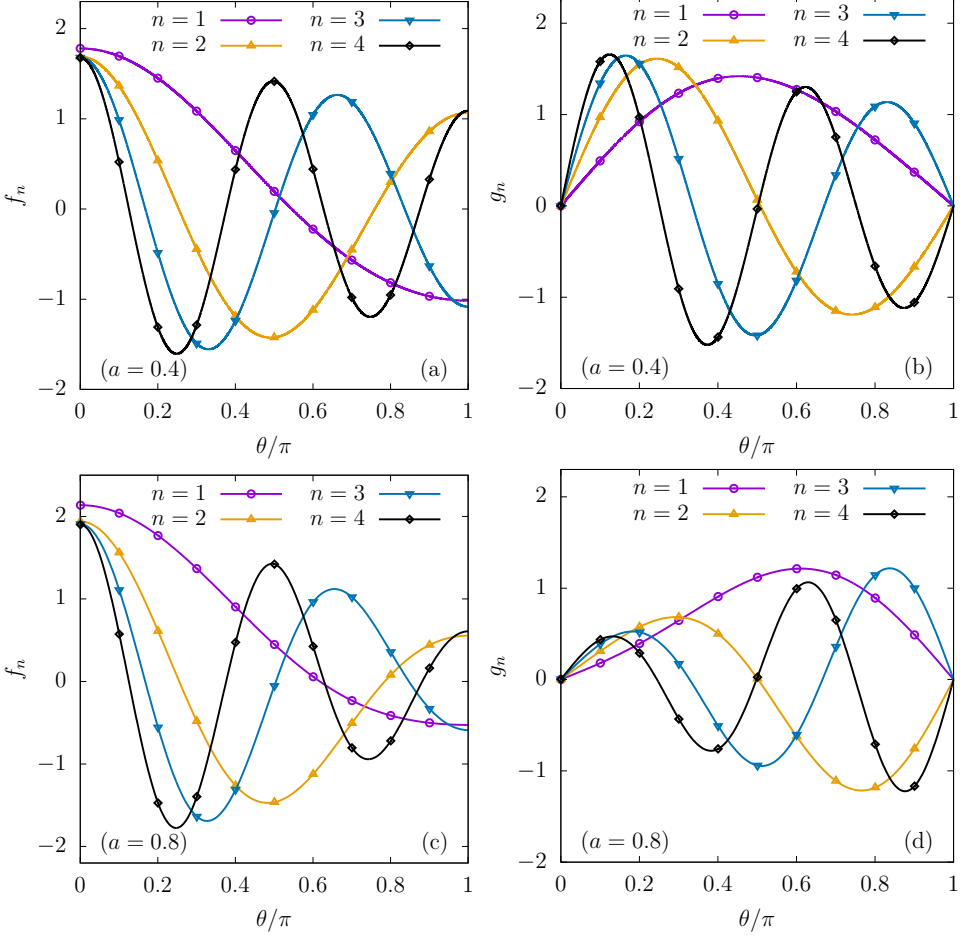 n = 1 n = 3
n = 2 n = 4
2
1
0
−1
−2
f_n
(a = 0.4) (a)
0 0.2 0.4 0.6 0.8 1
θ/π
n = 1 n = 3
n = 2 n = 4
2
1
0
−1
−2
g_n
(a = 0.4) (b)
0 0.2 0.4 0.6 0.8 1
θ/π
n = 1 n = 3
n = 2 n = 4
2
1
0
−1
−2
f_n
(a = 0.8) (c)
0 0.2 0.4 0.6 0.8 1
θ/π
n = 1 n = 3
n = 2 n = 4
2
1
0
−1
−2
g_n
(a = 0.8) (d)
0 0.2 0.4 0.6 0.8 1
θ/π